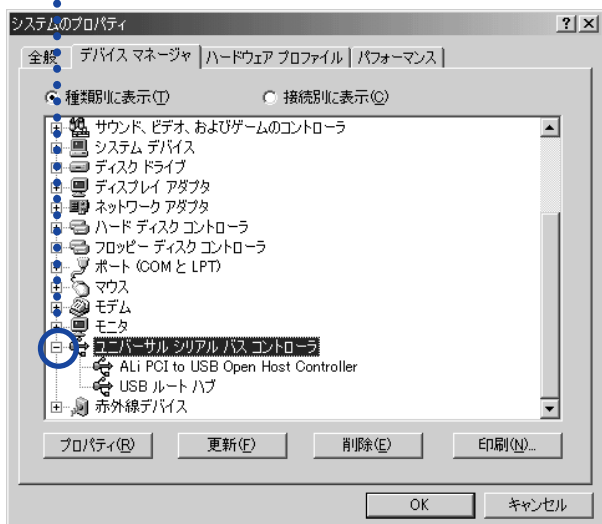 システムのプロパティ
全般 デバイス マネージャ ハードウェア プロファイル パフォーマンス
種類別に表示(T) 接続別に表示(C)
サウンド、ビデオ、およびゲームのコントローラ
システム デバイス
ディスク ドライブ
ディスプレイ アダプタ
ネットワーク アダプタ
ハード ディスク コントローラ
フロッピー ディスク コントローラ
ポート (COM と LPT)
マウス
モデム
モニタ
ユニバーサル シリアル バス コントローラ
ALi PCI to USB Open Host Controller
USB ルート ハブ
赤外線デバイス
プロパティ(R) 更新(F) 削除(E) 印刷(N)...
OK キャンセル